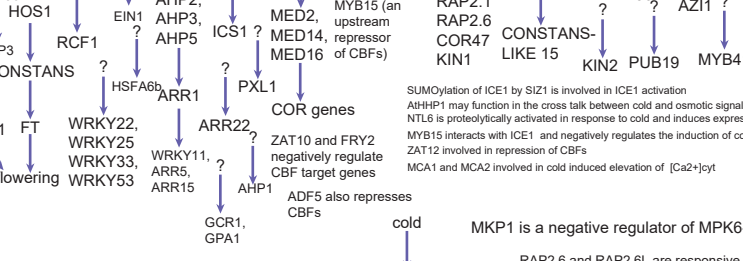 HOS1
RCF1
P3
ONSTANS
FT
lowering
EIN1
?
HSFA6b
?
WRKY22,
WRKY25
WRKY33,
WRKY53
AHP2,
AHP3,
AHP5
ARR1
WRKY11,
ARR5,
ARR15
ICS1
?
PXL1
?
ARR22
?
AHP1
?
GCR1,
GPA1
MED2,
MED14,
MED16
COR genes
MYB15 (an
upstream
repressor
of CBFs)
ZAT10 and FRY2
negatively regulate
CBF target genes
ADF5 also represses
CBFs
cold
RAP2.1
RAP2.6
COR47
KIN1
CONSTANS-
LIKE 15
?
KIN2
?
PUB19
AZI1
?
MYB4
SUMOylation of ICE1 by SIZ1 is involved in ICE1 activation
AtHHP1 may function in the cross talk between cold and osmotic signal
NTL6 is proteolytically activated in response to cold and induces expres
MYB15 interacts with ICE1 and negatively regulates the induction of co
ZAT12 involved in repression of CBFs
MCA1 and MCA2 involved in cold induced elevation of [Ca2+]cyt
MKP1 is a negative regulator of MPK6
RAP2.6 and RAP2.6L are responsive